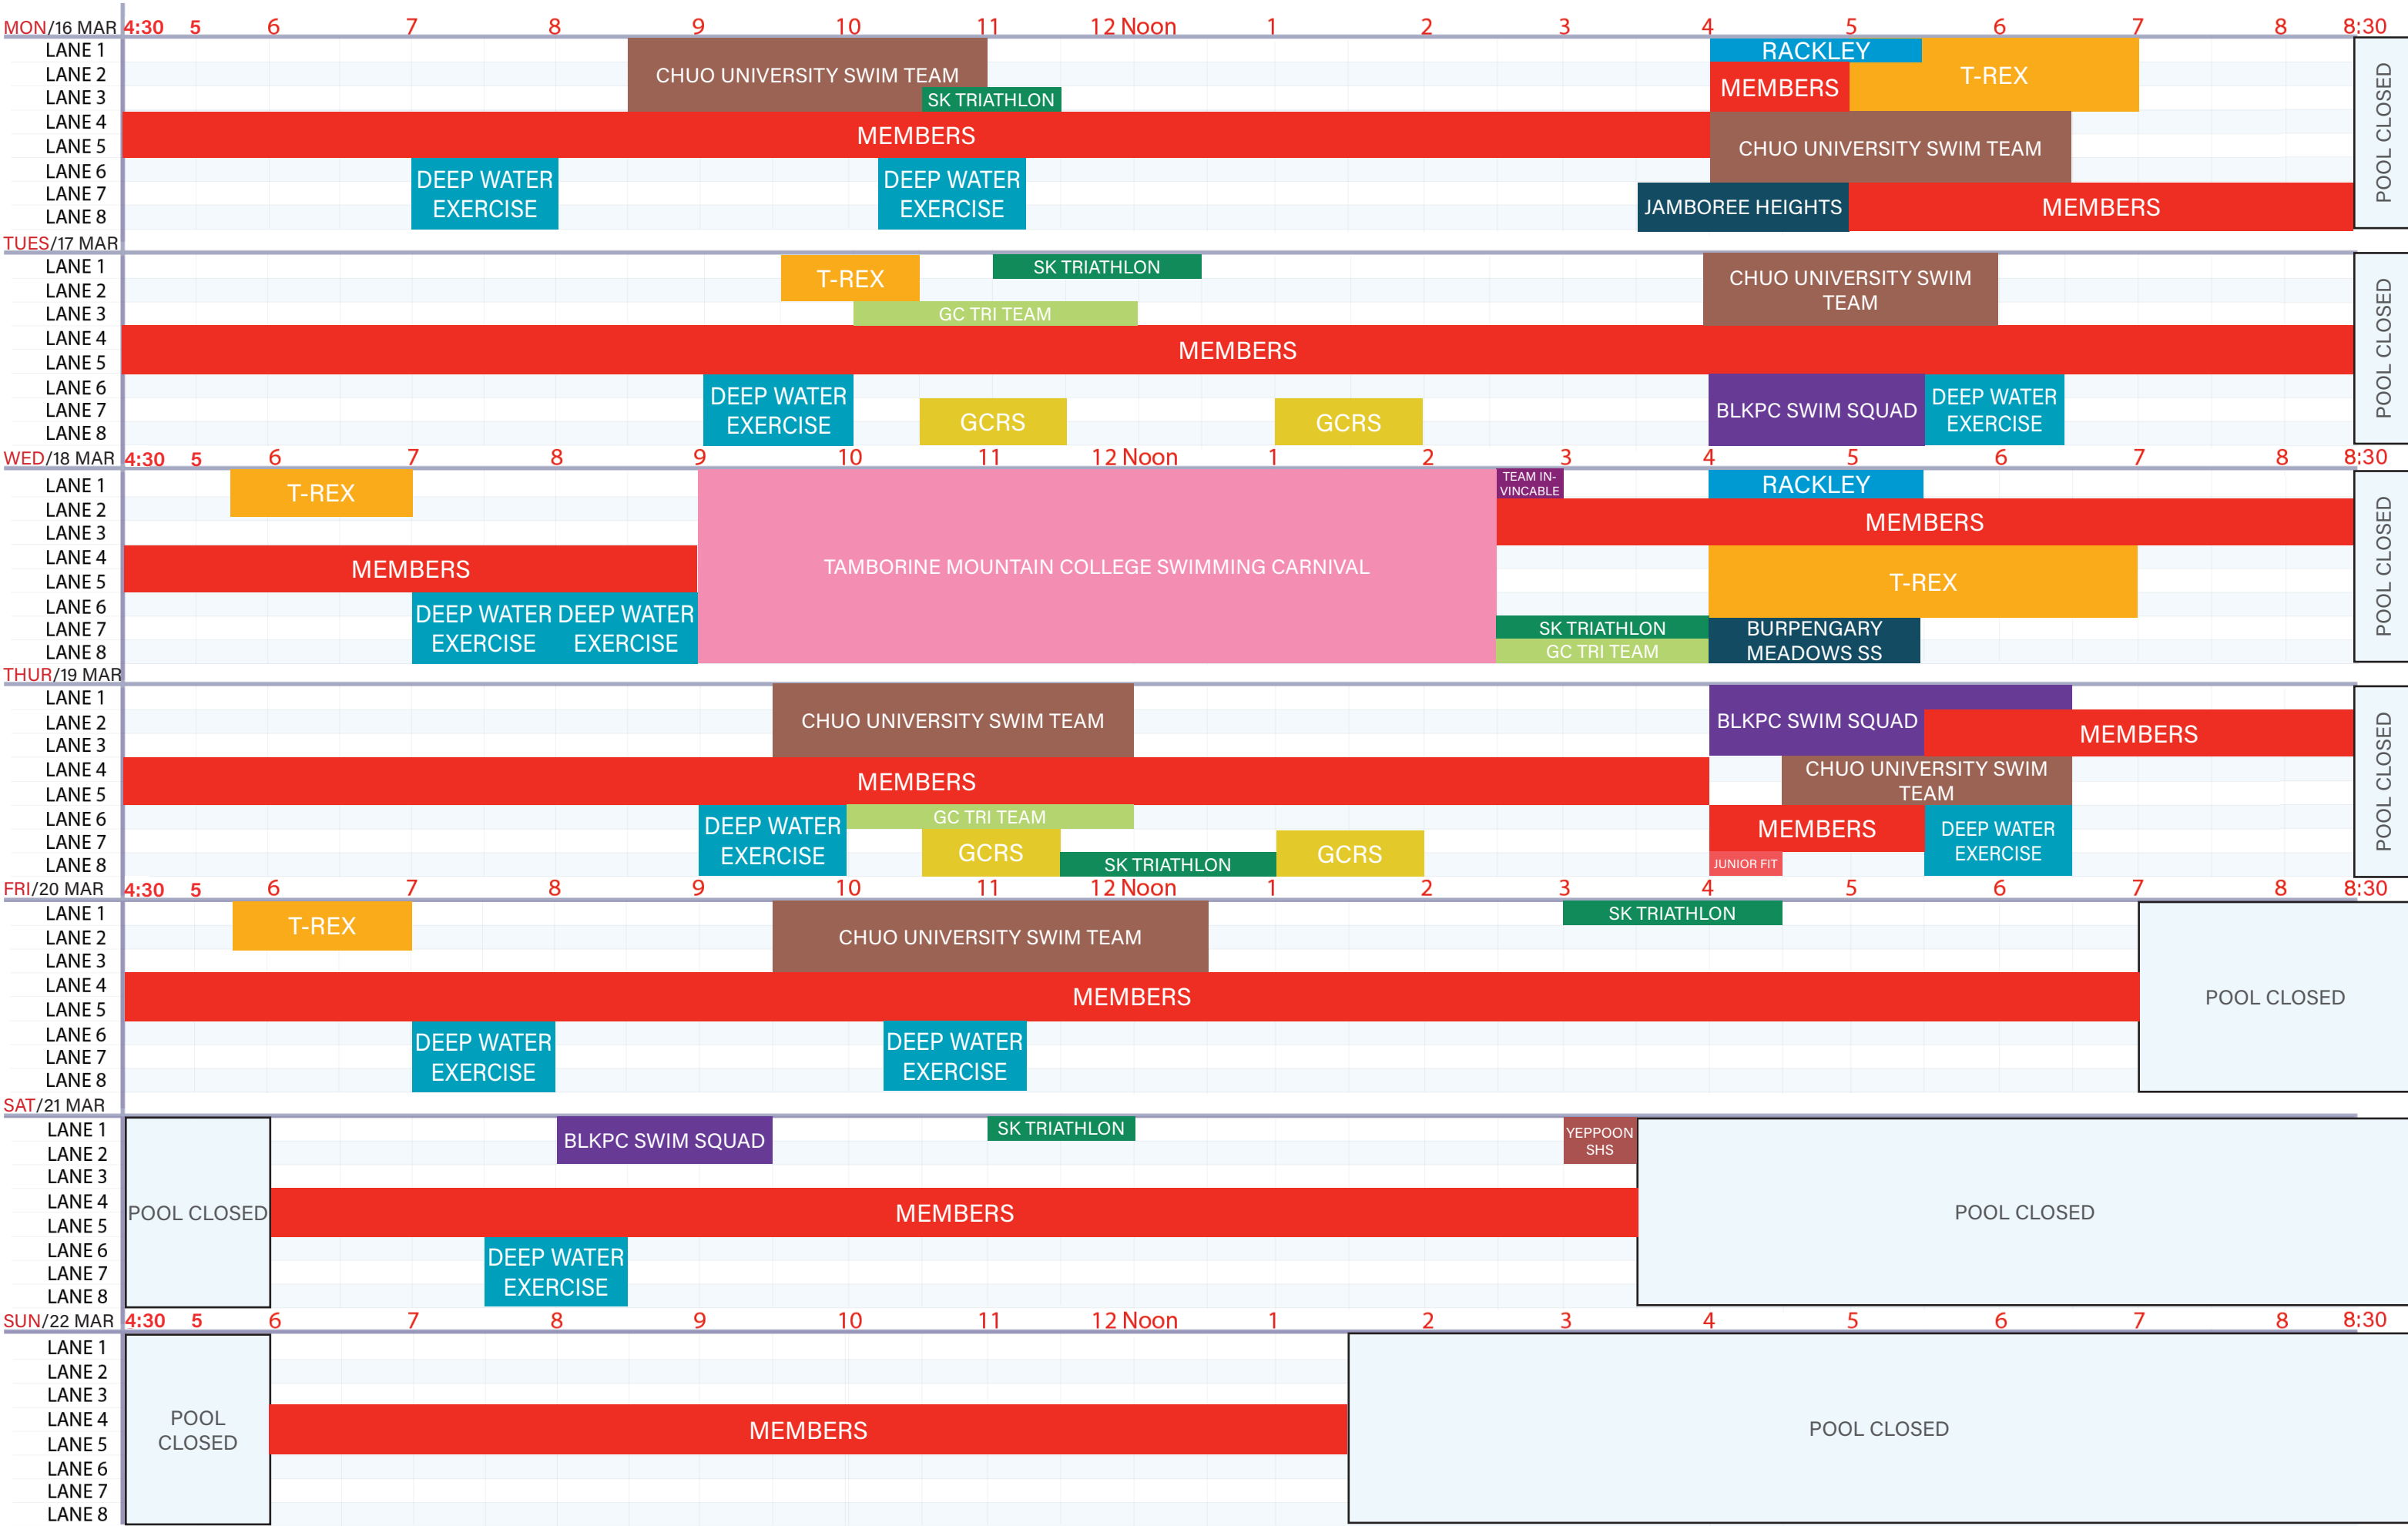 MON/16 MAR 4:30 5 6 7 8 9 10 11 12 Noon 1 2 3 4 5 6 7 8 8:30
LANE 1 RACKLEY
LANE 2 CHUO UNIVERSITY SWIM TEAM MEMBERS T-REX
LANE 3 SK TRIATHLON
LANE 4 MEMBERS
LANE 5 CHUO UNIVERSITY SWIM TEAM
LANE 6 DEEP WATER DEEP WATER
LANE 7 EXERCISE EXERCISE JAMBOREE HEIGHTS MEMBERS
LANE 8
POOL CLOSED
TUES/17 MAR
LANE 1 T-REX SK TRIATHLON CHUO UNIVERSITY SWIM
LANE 2 TEAM
LANE 3 GC TRI TEAM
LANE 4 MEMBERS
LANE 5
LANE 6 DEEP WATER DEEP WATER
LANE 7 EXERCISE GCRS GCRS BLKPC SWIM SQUAD EXERCISE
LANE 8
POOL CLOSED
WED/18 MAR 4:30 5 6 7 8 9 10 11 12 Noon 1 2 3 4 5 6 7 8 8:30
LANE 1 T-REX TEAM IN-
VINCABLE RACKLEY
LANE 2 MEMBERS
LANE 3
LANE 4 MEMBERS TAMBORINE MOUNTAIN COLLEGE SWIMMING CARNIVAL
LANE 5 T-REX
LANE 6 DEEP WATER DEEP WATER
LANE 7 EXERCISE EXERCISE SK TRIATHLON BURPENGARY
LANE 8 GC TRI TEAM MEADOWS SS
POOL CLOSED
THUR/19 MAR
LANE 1
LANE 2 CHUO UNIVERSITY SWIM TEAM BLKPC SWIM SQUAD MEMBERS
LANE 3
LANE 4 MEMBERS CHUO UNIVERSITY SWIM
LANE 5 TEAM
LANE 6 DEEP WATER GC TRI TEAM MEMBERS DEEP WATER
LANE 7 EXERCISE GCRS GCRS EXERCISE
LANE 8 SK TRIATHLON JUNIOR FIT
POOL CLOSED
FRI/20 MAR 4:30 5 6 7 8 9 10 11 12 Noon 1 2 3 4 5 6 7 8 8:30
LANE 1 T-REX SK TRIATHLON
LANE 2 CHUO UNIVERSITY SWIM TEAM
LANE 3
LANE 4 MEMBERS POOL CLOSED
LANE 5
LANE 6 DEEP WATER DEEP WATER
LANE 7 EXERCISE EXERCISE
LANE 8
SAT/21 MAR
LANE 1 BLKPC SWIM SQUAD SK TRIATHLON YEPPOON
LANE 2 SHS
LANE 3
LANE 4 POOL CLOSED MEMBERS POOL CLOSED
LANE 5
LANE 6 DEEP WATER
LANE 7 EXERCISE
LANE 8
SUN/22 MAR 4:30 5 6 7 8 9 10 11 12 Noon 1 2 3 4 5 6 7 8 8:30
LANE 1
LANE 2
LANE 3
LANE 4 POOL MEMBERS POOL CLOSED
LANE 5 CLOSED
LANE 6
LANE 7
LANE 8